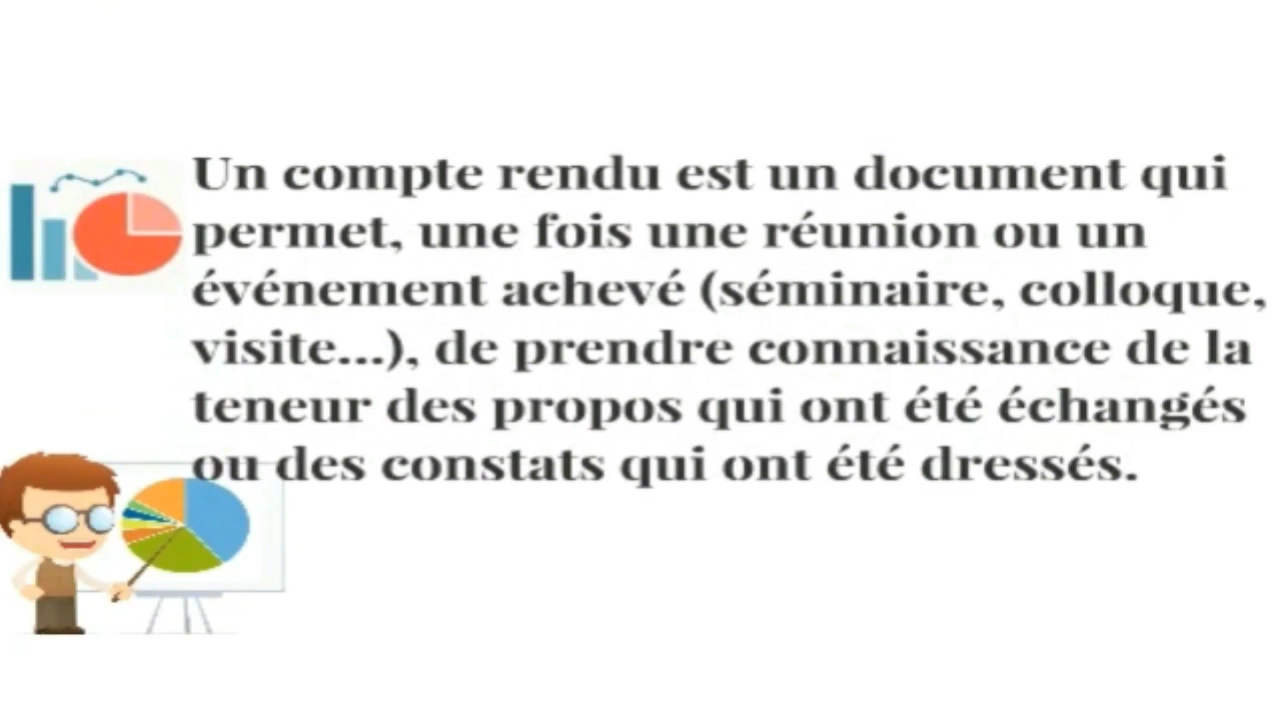 Un compte rendu est un document qui
permet, une fois une réunion ou un
événement achevé (séminaire, colloque,
visite...), de prendre connaissance de la
teneur des propos qui ont été échangés
ou des constats qui ont été dressés.